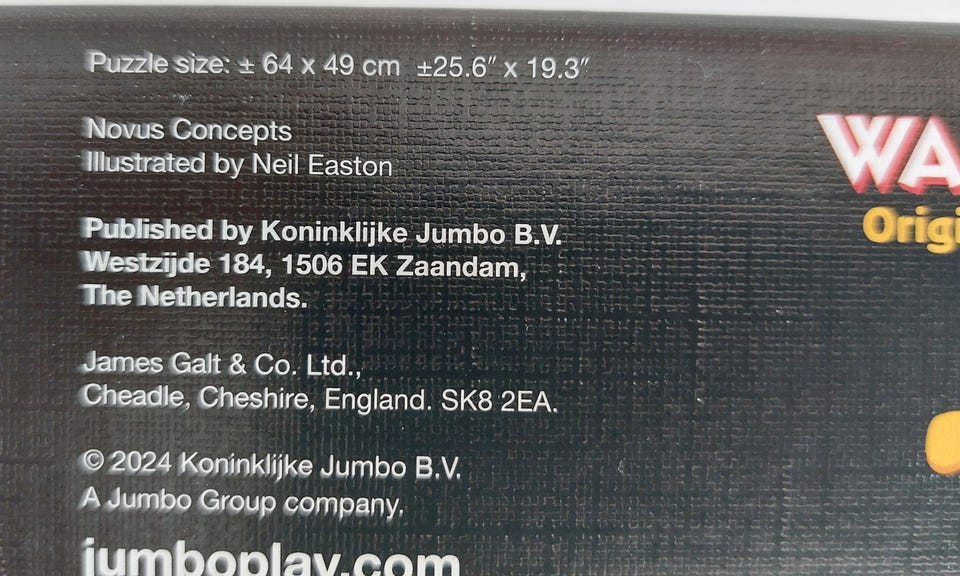 Puzzle size: ± 64 x 49 cm ±25.6″ x 19.3″
Novus Concepts
Illustrated by Neil Easton
WA
Origi
Published by Koninklijke Jumbo B.V.
Westzijde 184, 1506 EK Zaandam,
The Netherlands.
James Galt & Co. Ltd.,
Cheadle, Cheshire, England. SK8 2EA.
© 2024 Koninklijke Jumbo B.V.
A Jumbo Group company.
jumboplay.com